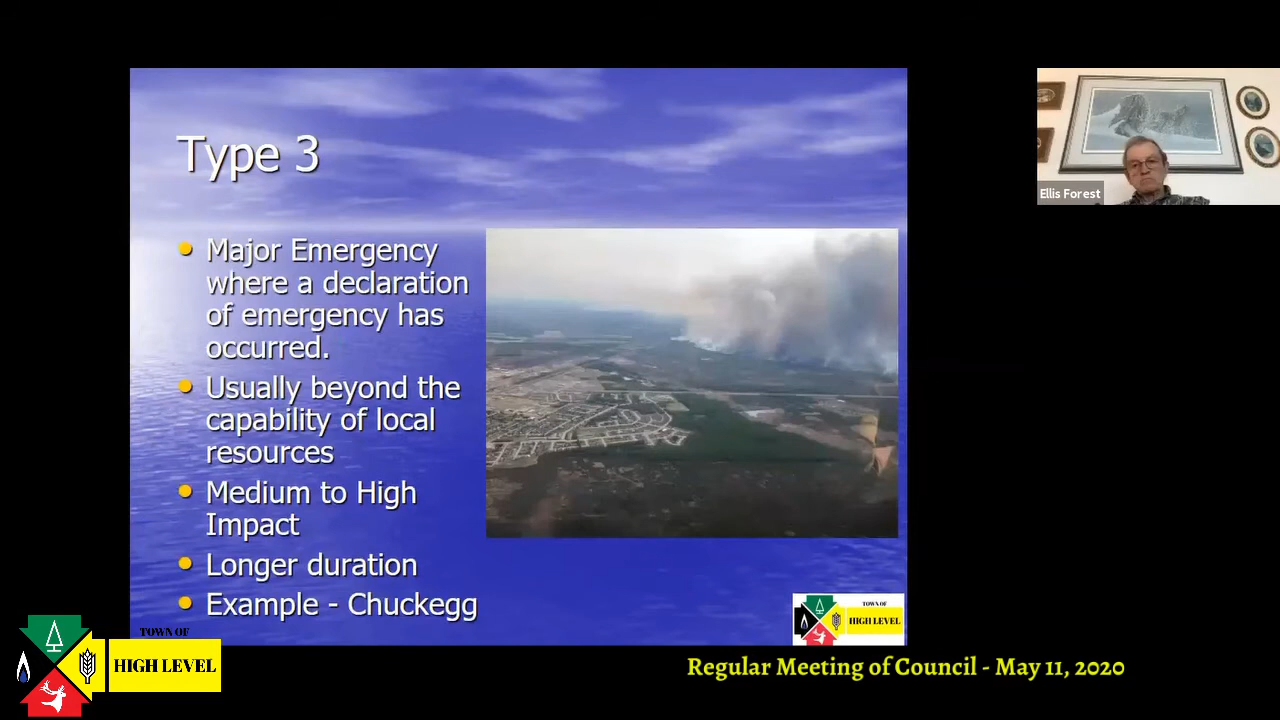 Type 3
Major Emergency
where a declaration
of emergency has
occurred.
Usually beyond the
capability of local
resources
Medium to High
Impact
Longer duration
Example - Chuckegg
TOWN OF
HIGH LEVEL
Ellis Forest
TOWN OF
HIGH LEVEL
Regular Meeting of Council - May 11, 2020